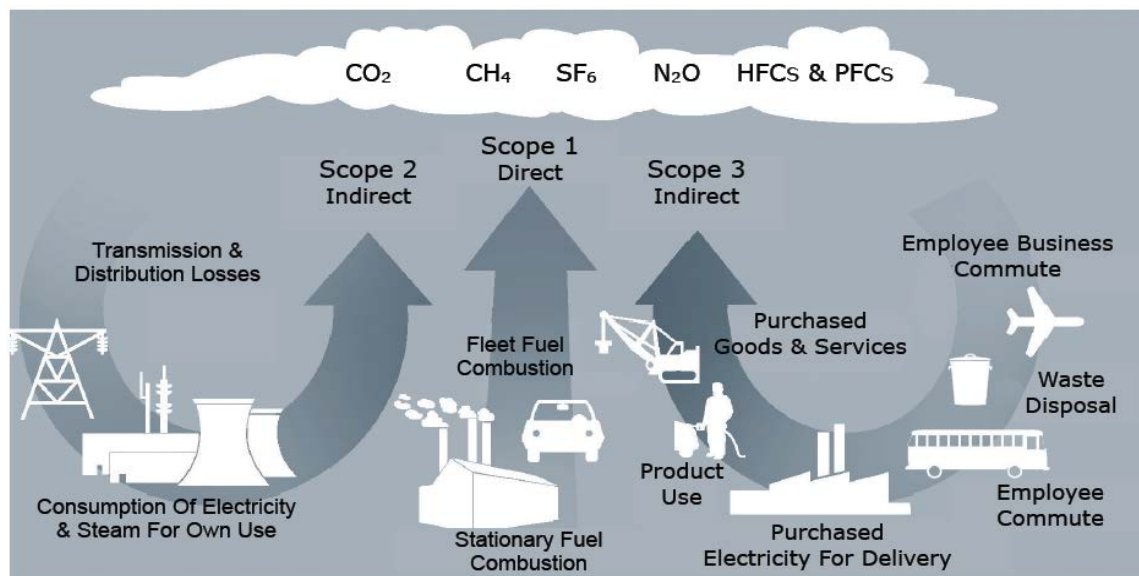 CO₂ CH₄ SF₆ N₂O HFCS & PFCS
Scope 2
Indirect
Scope 1
Direct
Scope 3
Indirect
Transmission &
Distribution Losses
Consumption Of Electricity
& Steam For Own Use
Fleet Fuel
Combustion
Stationary Fuel
Combustion
Purchased
Goods & Services
Product
Use
Purchased
Electricity For Delivery
Employee Business
Commute
Waste
Disposal
Employee
Commute